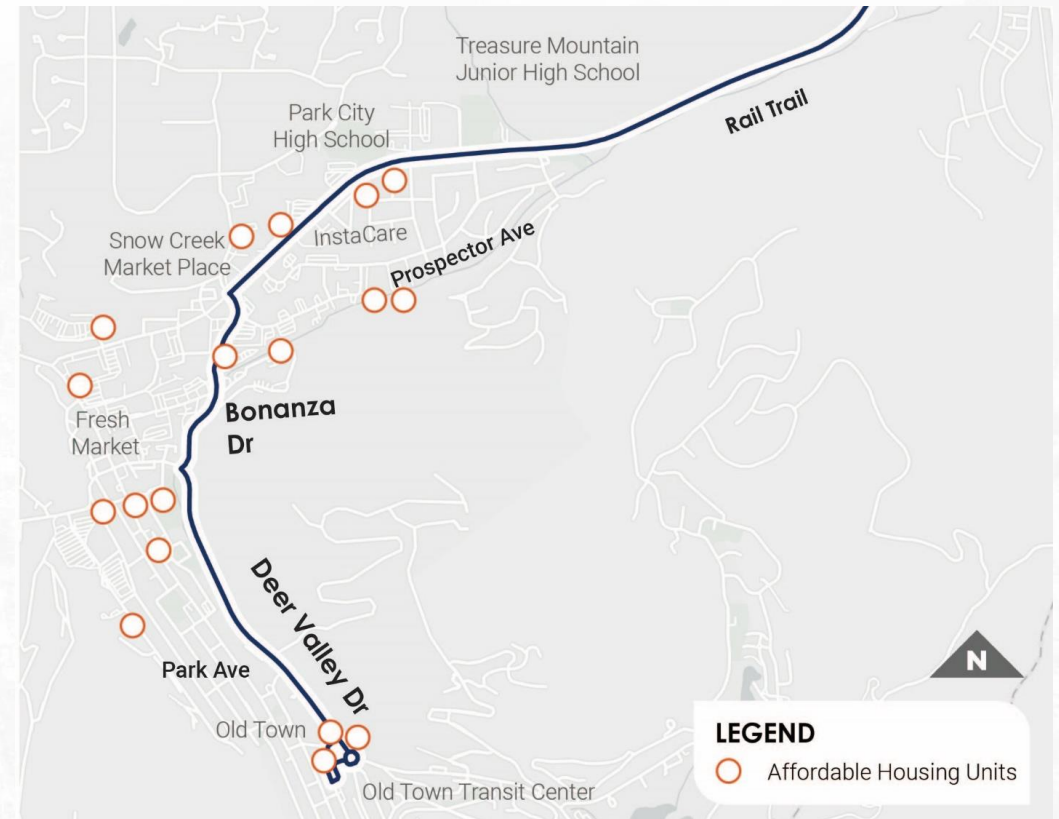 Treasure Mountain
Junior High School
Rail Trail
Park City
High School
Snow Creek
Market Place
InstaCare
Prospector Ave
Fresh
Market
Bonanza
Dr
Deer Valley Dr
Park Ave
Old Town
Old Town Transit Center
N
LEGEND
Affordable Housing Units